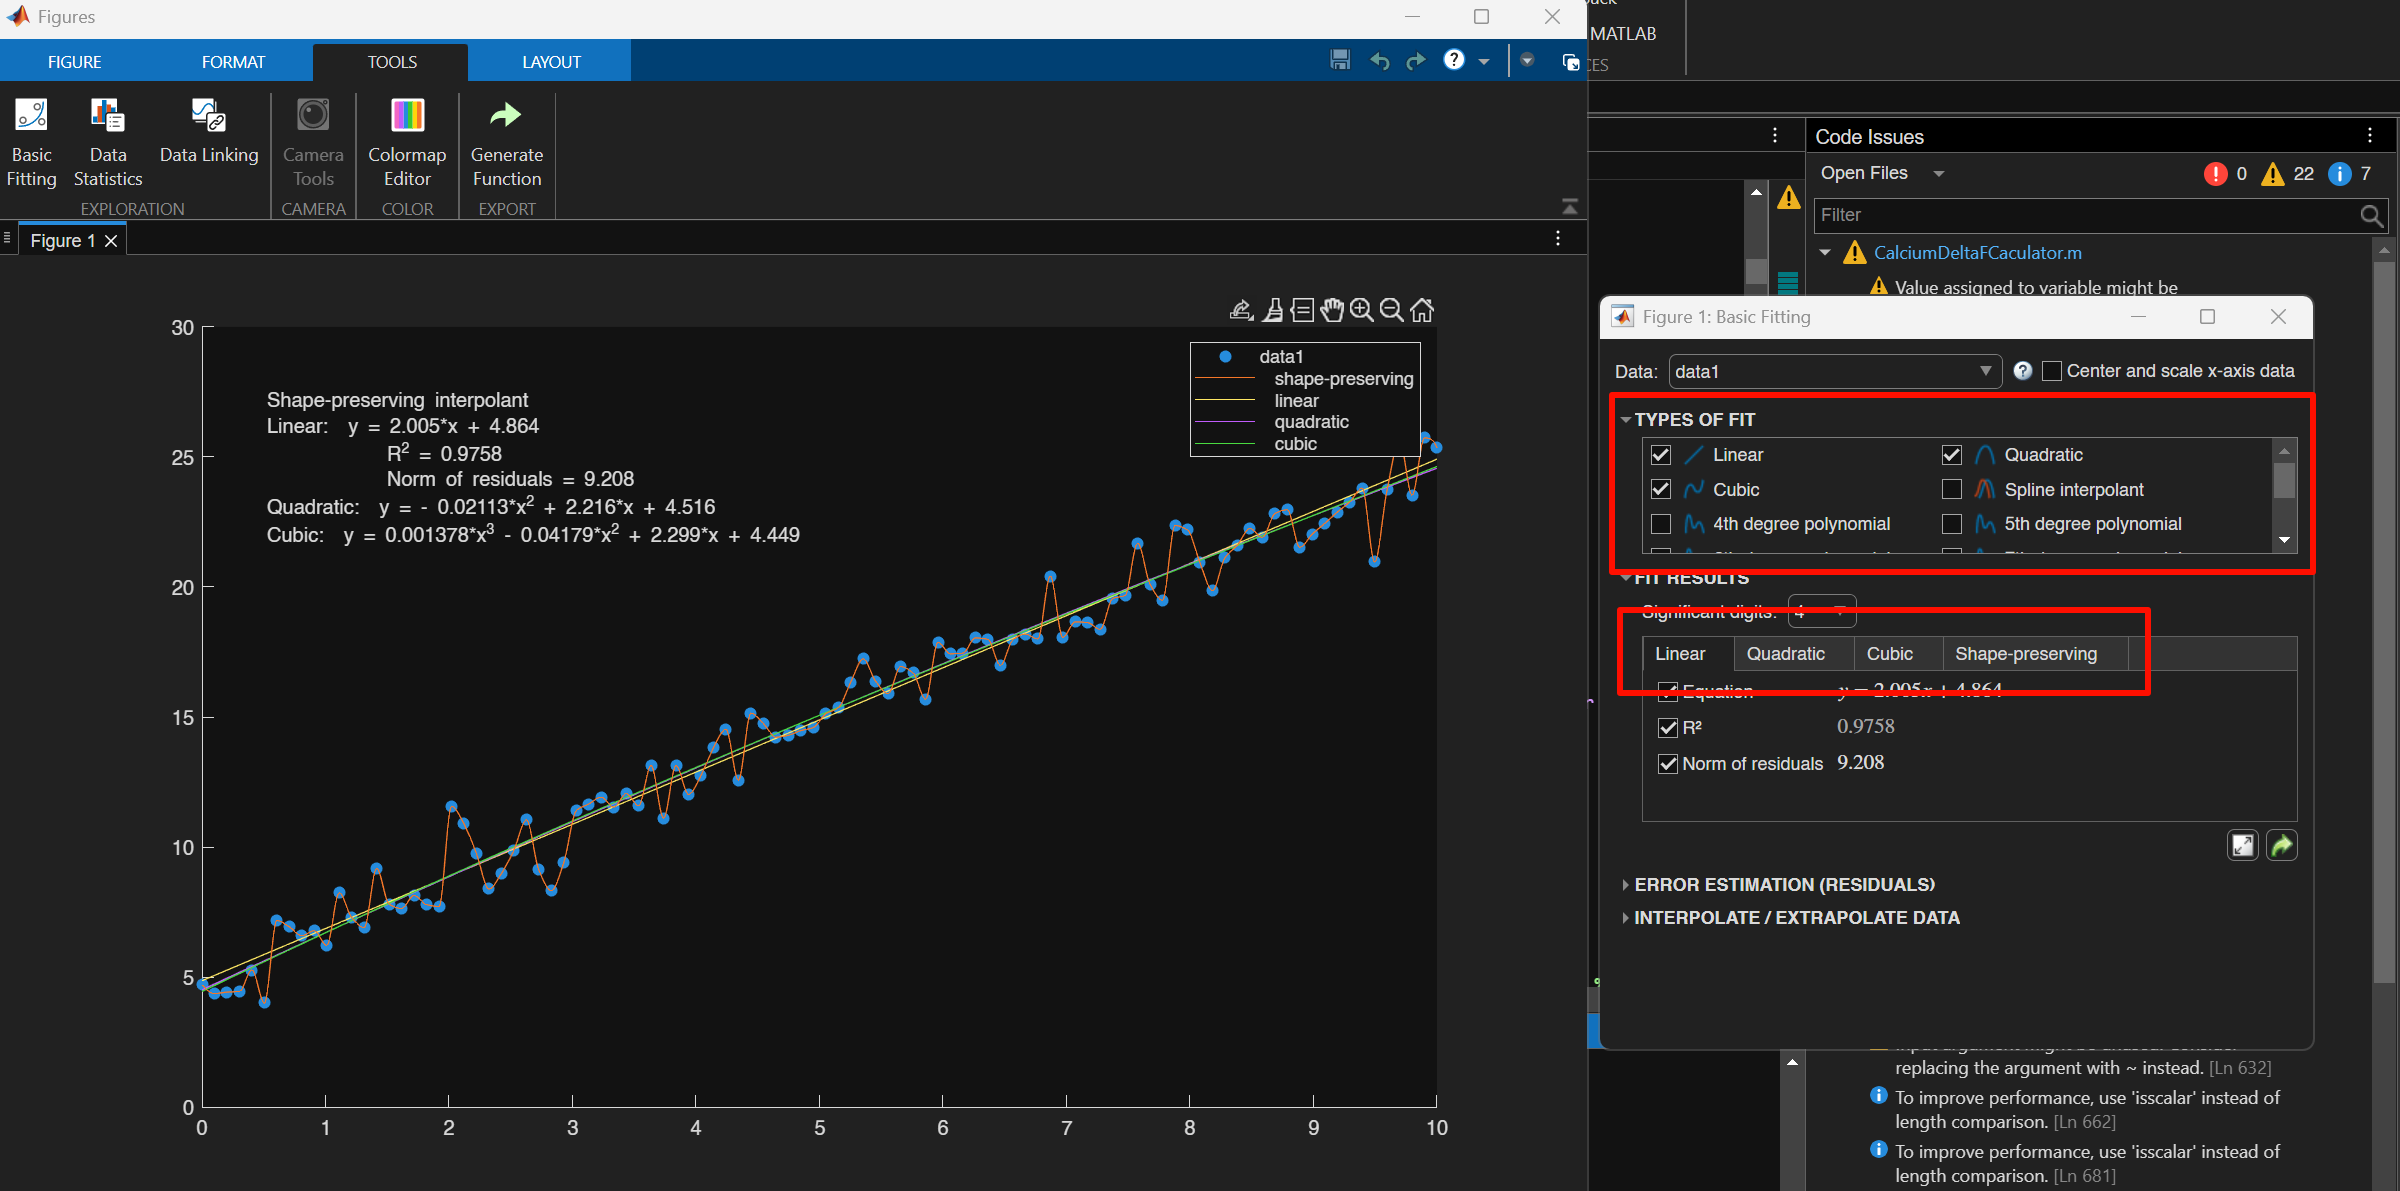 Figures
FIGURE
FORMAT
TOOLS
LAYOUT
Basic Fitting
Data Statistics
Data Linking
Camera Tools
Colormap Editor
Generate Function
EXPLORATION
CAMERA
COLOR
EXPORT
Figure 1
30
25
20
15
10
5
0
0 1 2 3 4 5 6 7 8 9 10
Shape-preserving interpolant
Linear: y = 2.005*x + 4.864
R² = 0.9758
Norm of residuals = 9.208
Quadratic: y = - 0.02113*x² + 2.216*x + 4.516
Cubic: y = 0.001378*x³ - 0.04179*x² + 2.299*x + 4.449
data1
shape-preserving
linear
quadratic
cubic
MATLAB
Code Issues
Open Files
0 22 7
Filter
CalciumDeltaFCaculator.m
Value assigned to variable might be
Figure 1: Basic Fitting
Data: data1
Center and scale x-axis data
TYPES OF FIT
Linear
Quadratic
Cubic
Spline interpolant
4th degree polynomial
5th degree polynomial
FIT RESULTS
Significant digits: 4
Linear
Quadratic
Cubic
Shape-preserving
Equation y = 2.005x + 4.864
R² 0.9758
Norm of residuals 9.208
ERROR ESTIMATION (RESIDUALS)
INTERPOLATE / EXTRAPOLATE DATA
replacing the argument with ~ instead. [Ln 632]
To improve performance, use 'isscalar' instead of
length comparison. [Ln 662]
To improve performance, use 'isscalar' instead of
length comparison. [Ln 681]